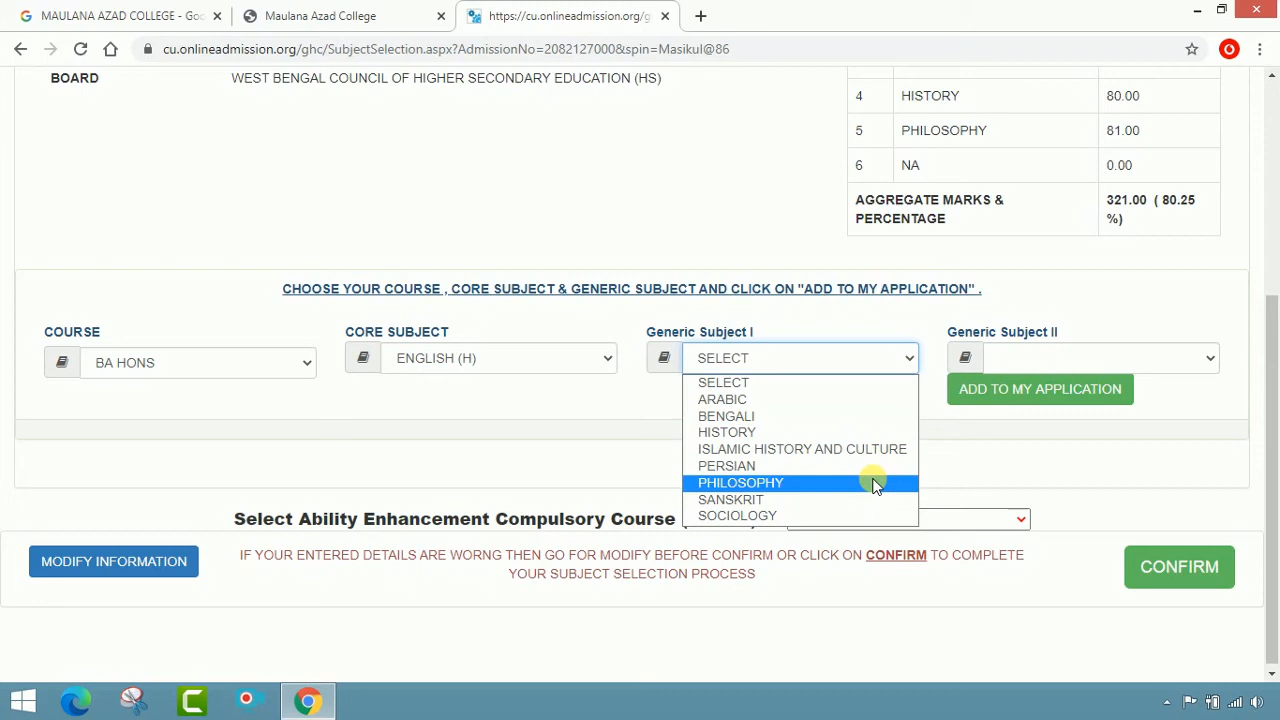 MAULANA AZAD COLLEGE - Goo
Maulana Azad College
https://cu.onlineadmission.org/g
cu.onlineadmission.org/ghc/SubjectSelection.aspx?AdmissionNo=2082127000&spin=Masikul@86
BOARD WEST BENGAL COUNCIL OF HIGHER SECONDARY EDUCATION (HS)
4 HISTORY 80.00
5 PHILOSOPHY 81.00
6 NA 0.00
AGGREGATE MARKS & PERCENTAGE 321.00 ( 80.25 %)
CHOOSE YOUR COURSE , CORE SUBJECT & GENERIC SUBJECT AND CLICK ON "ADD TO MY APPLICATION" .
COURSE CORE SUBJECT Generic Subject I Generic Subject II
BA HONS ENGLISH (H) SELECT
ADD TO MY APPLICATION
SELECT
ARABIC
BENGALI
HISTORY
ISLAMIC HISTORY AND CULTURE
PERSIAN
PHILOSOPHY
SANSKRIT
SOCIOLOGY
Select Ability Enhancement Compulsory Course
MODIFY INFORMATION
IF YOUR ENTERED DETAILS ARE WORNG THEN GO FOR MODIFY BEFORE CONFIRM OR CLICK ON CONFIRM TO COMPLETE
YOUR SUBJECT SELECTION PROCESS
CONFIRM